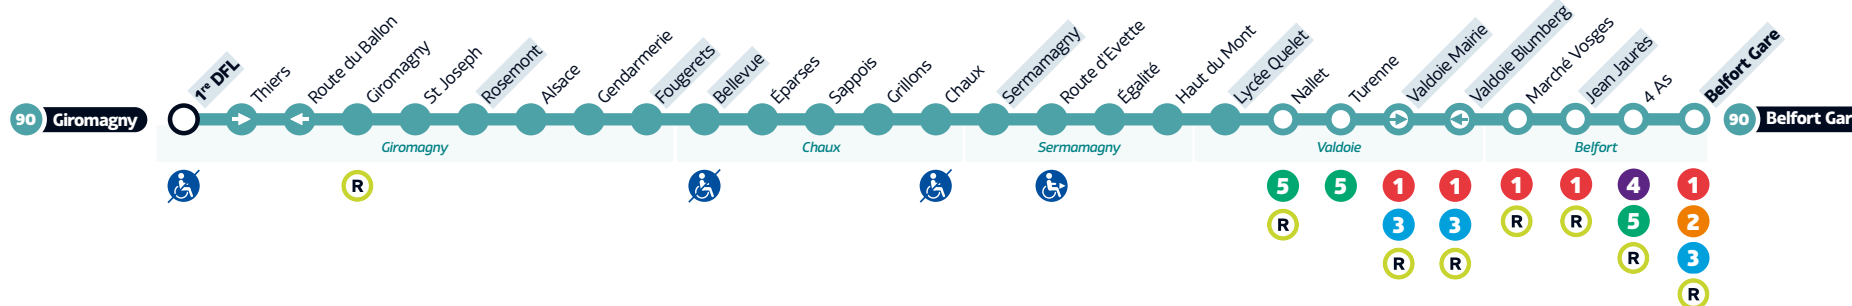 90 Giromagny
1re DFL
Thiers
Route du Ballon
Giromagny
St Joseph
Rosemont
Alsace
Gendarmerie
Fougerets
Bellevue
Éparses
Sappois
Grillons
Chaux
Sermamagny
Route d'Evette
Égalité
Haut du Mont
Lycée Quelet
Nallet
Turenne
Valdoie Mairie
Valdoie Blumberg
Marché Vosges
Jean Jaurès
4 As
Belfort Gare
90 Belfort Gar
Giromagny Chaux Sermamagny Valdoie Belfort
R 5 5 1 1 1 1 4 1
R 3 3 R R 5 2
R R R 3
R